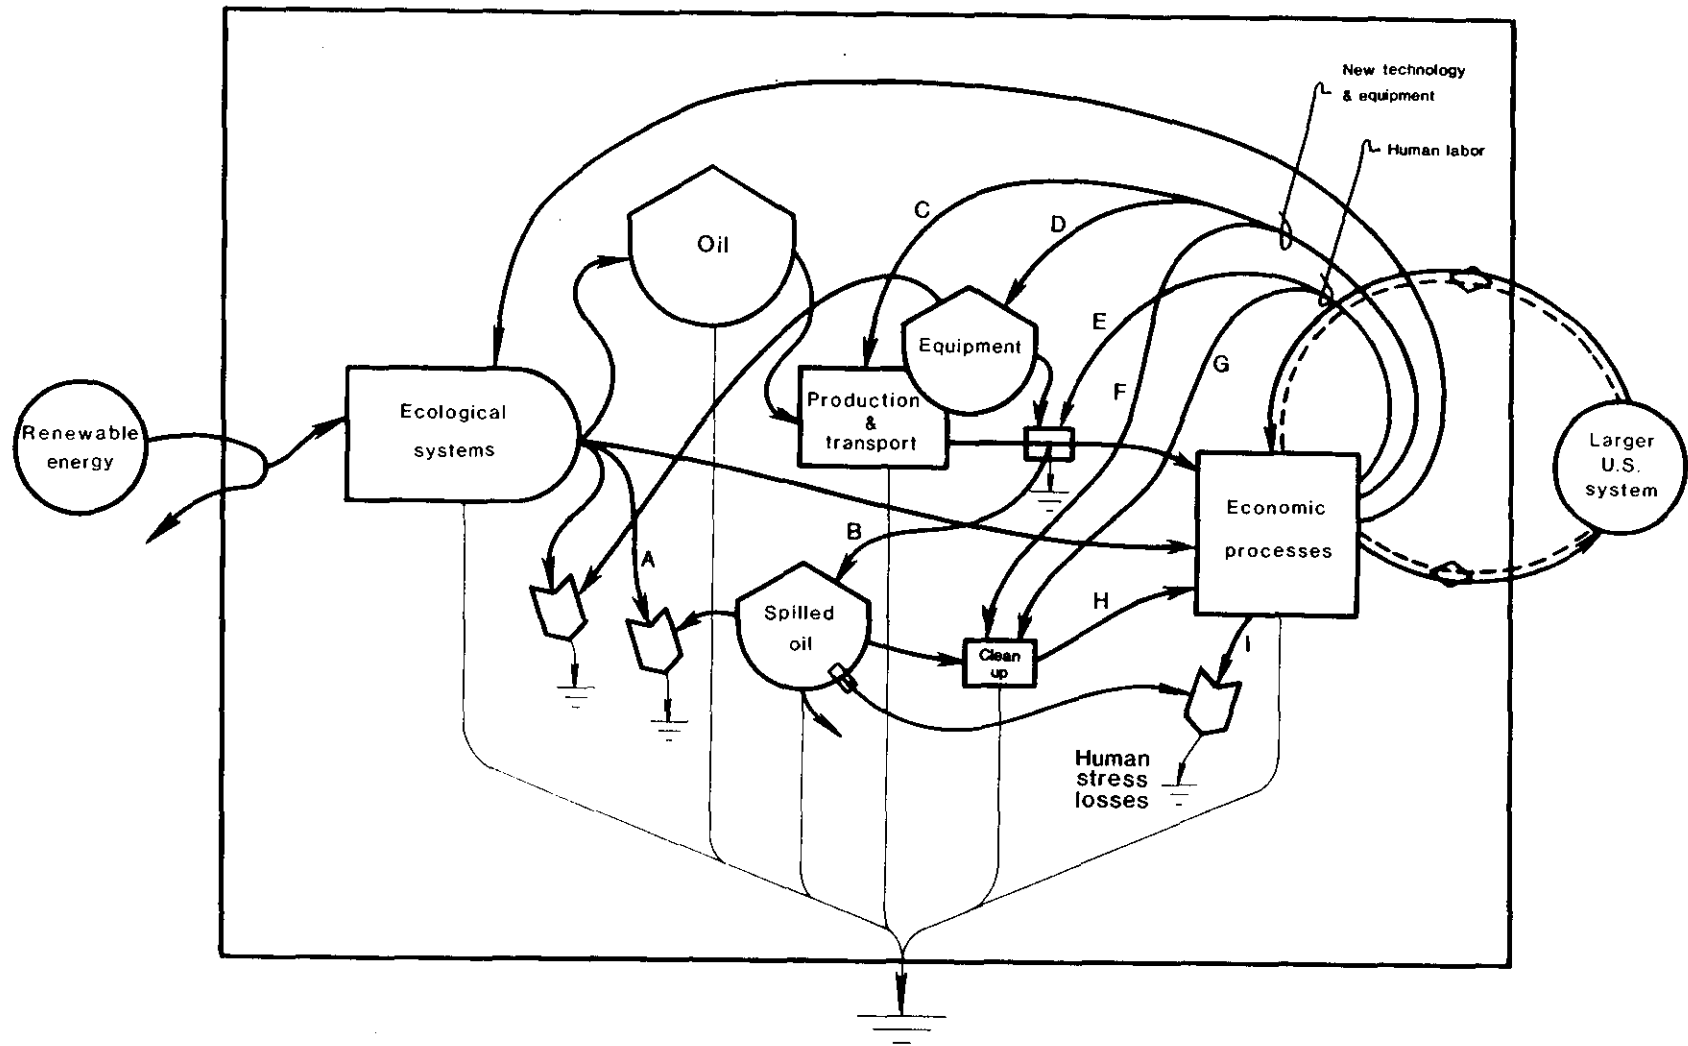 New technology
& equipment
Human labor
C
D
Oil
E
Equipment
F
G
Production
&
transport
Ecological
systems
Renewable
energy
Larger
U.S.
system
Economic
processes
B
A
Spilled
oil
H
Clean
up
I
Human
stress
losses